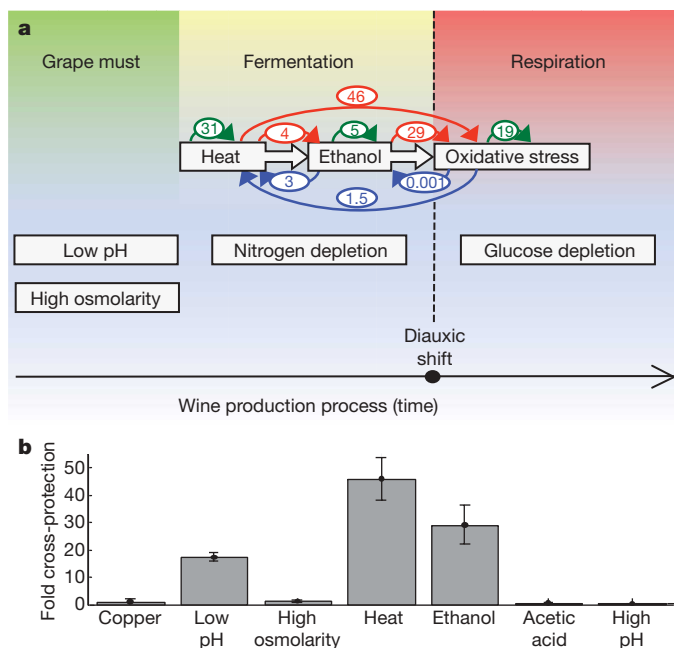 a
Grape must Fermentation Respiration
46
31 4 5 29 19
Heat Ethanol Oxidative stress
3 0.001
1.5
Low pH Nitrogen depletion Glucose depletion
High osmolarity
Diauxic
shift
Wine production process (time)
b
Fold cross-protection
50
40
30
20
10
0
Copper Low High Heat Ethanol Acetic High
pH osmolarity acid pH